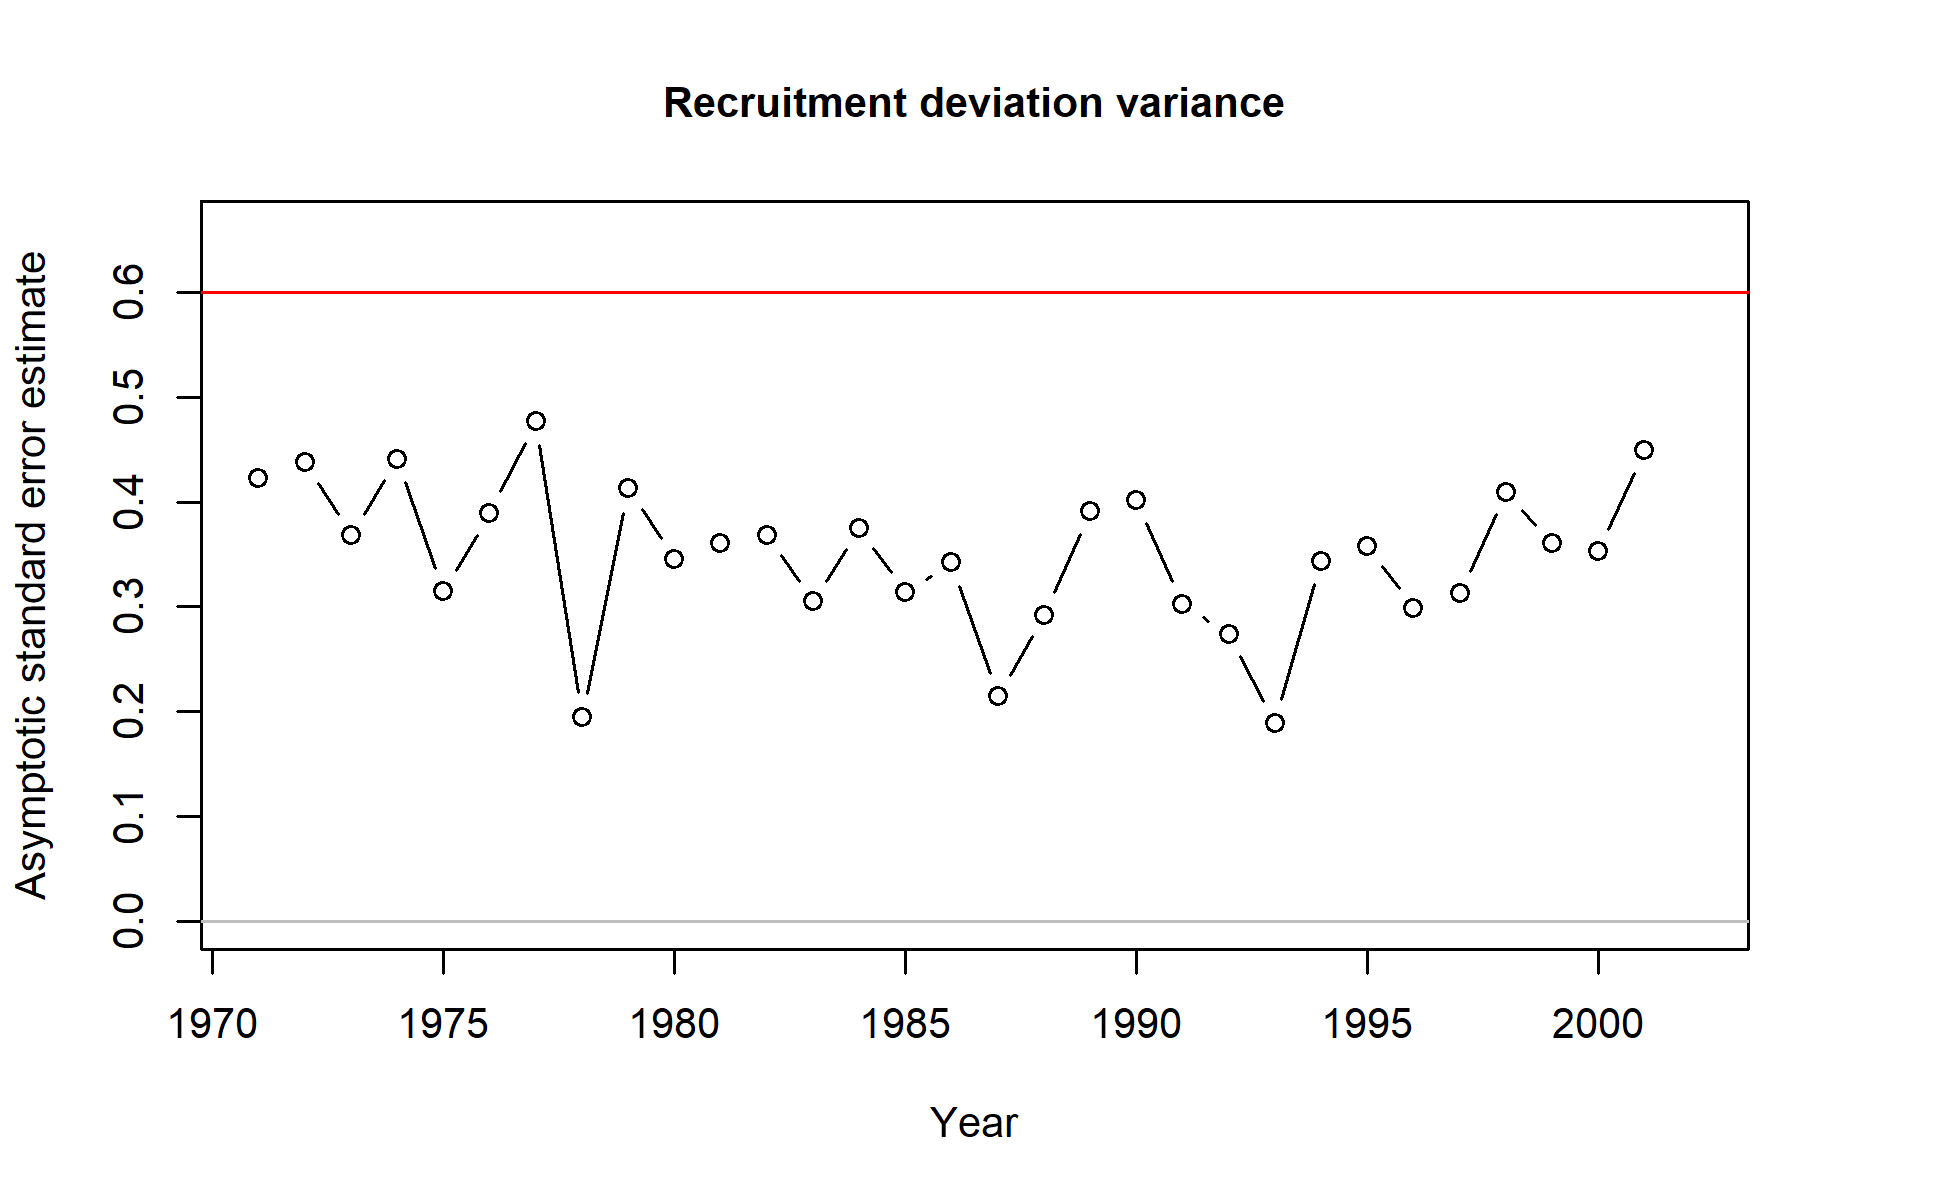 Recruitment deviation variance
Asymptotic standard error estimate
0.6
0.5
0.4
0.3
0.2
0.1
0.0
1970 1975 1980 1985 1990 1995 2000
Year